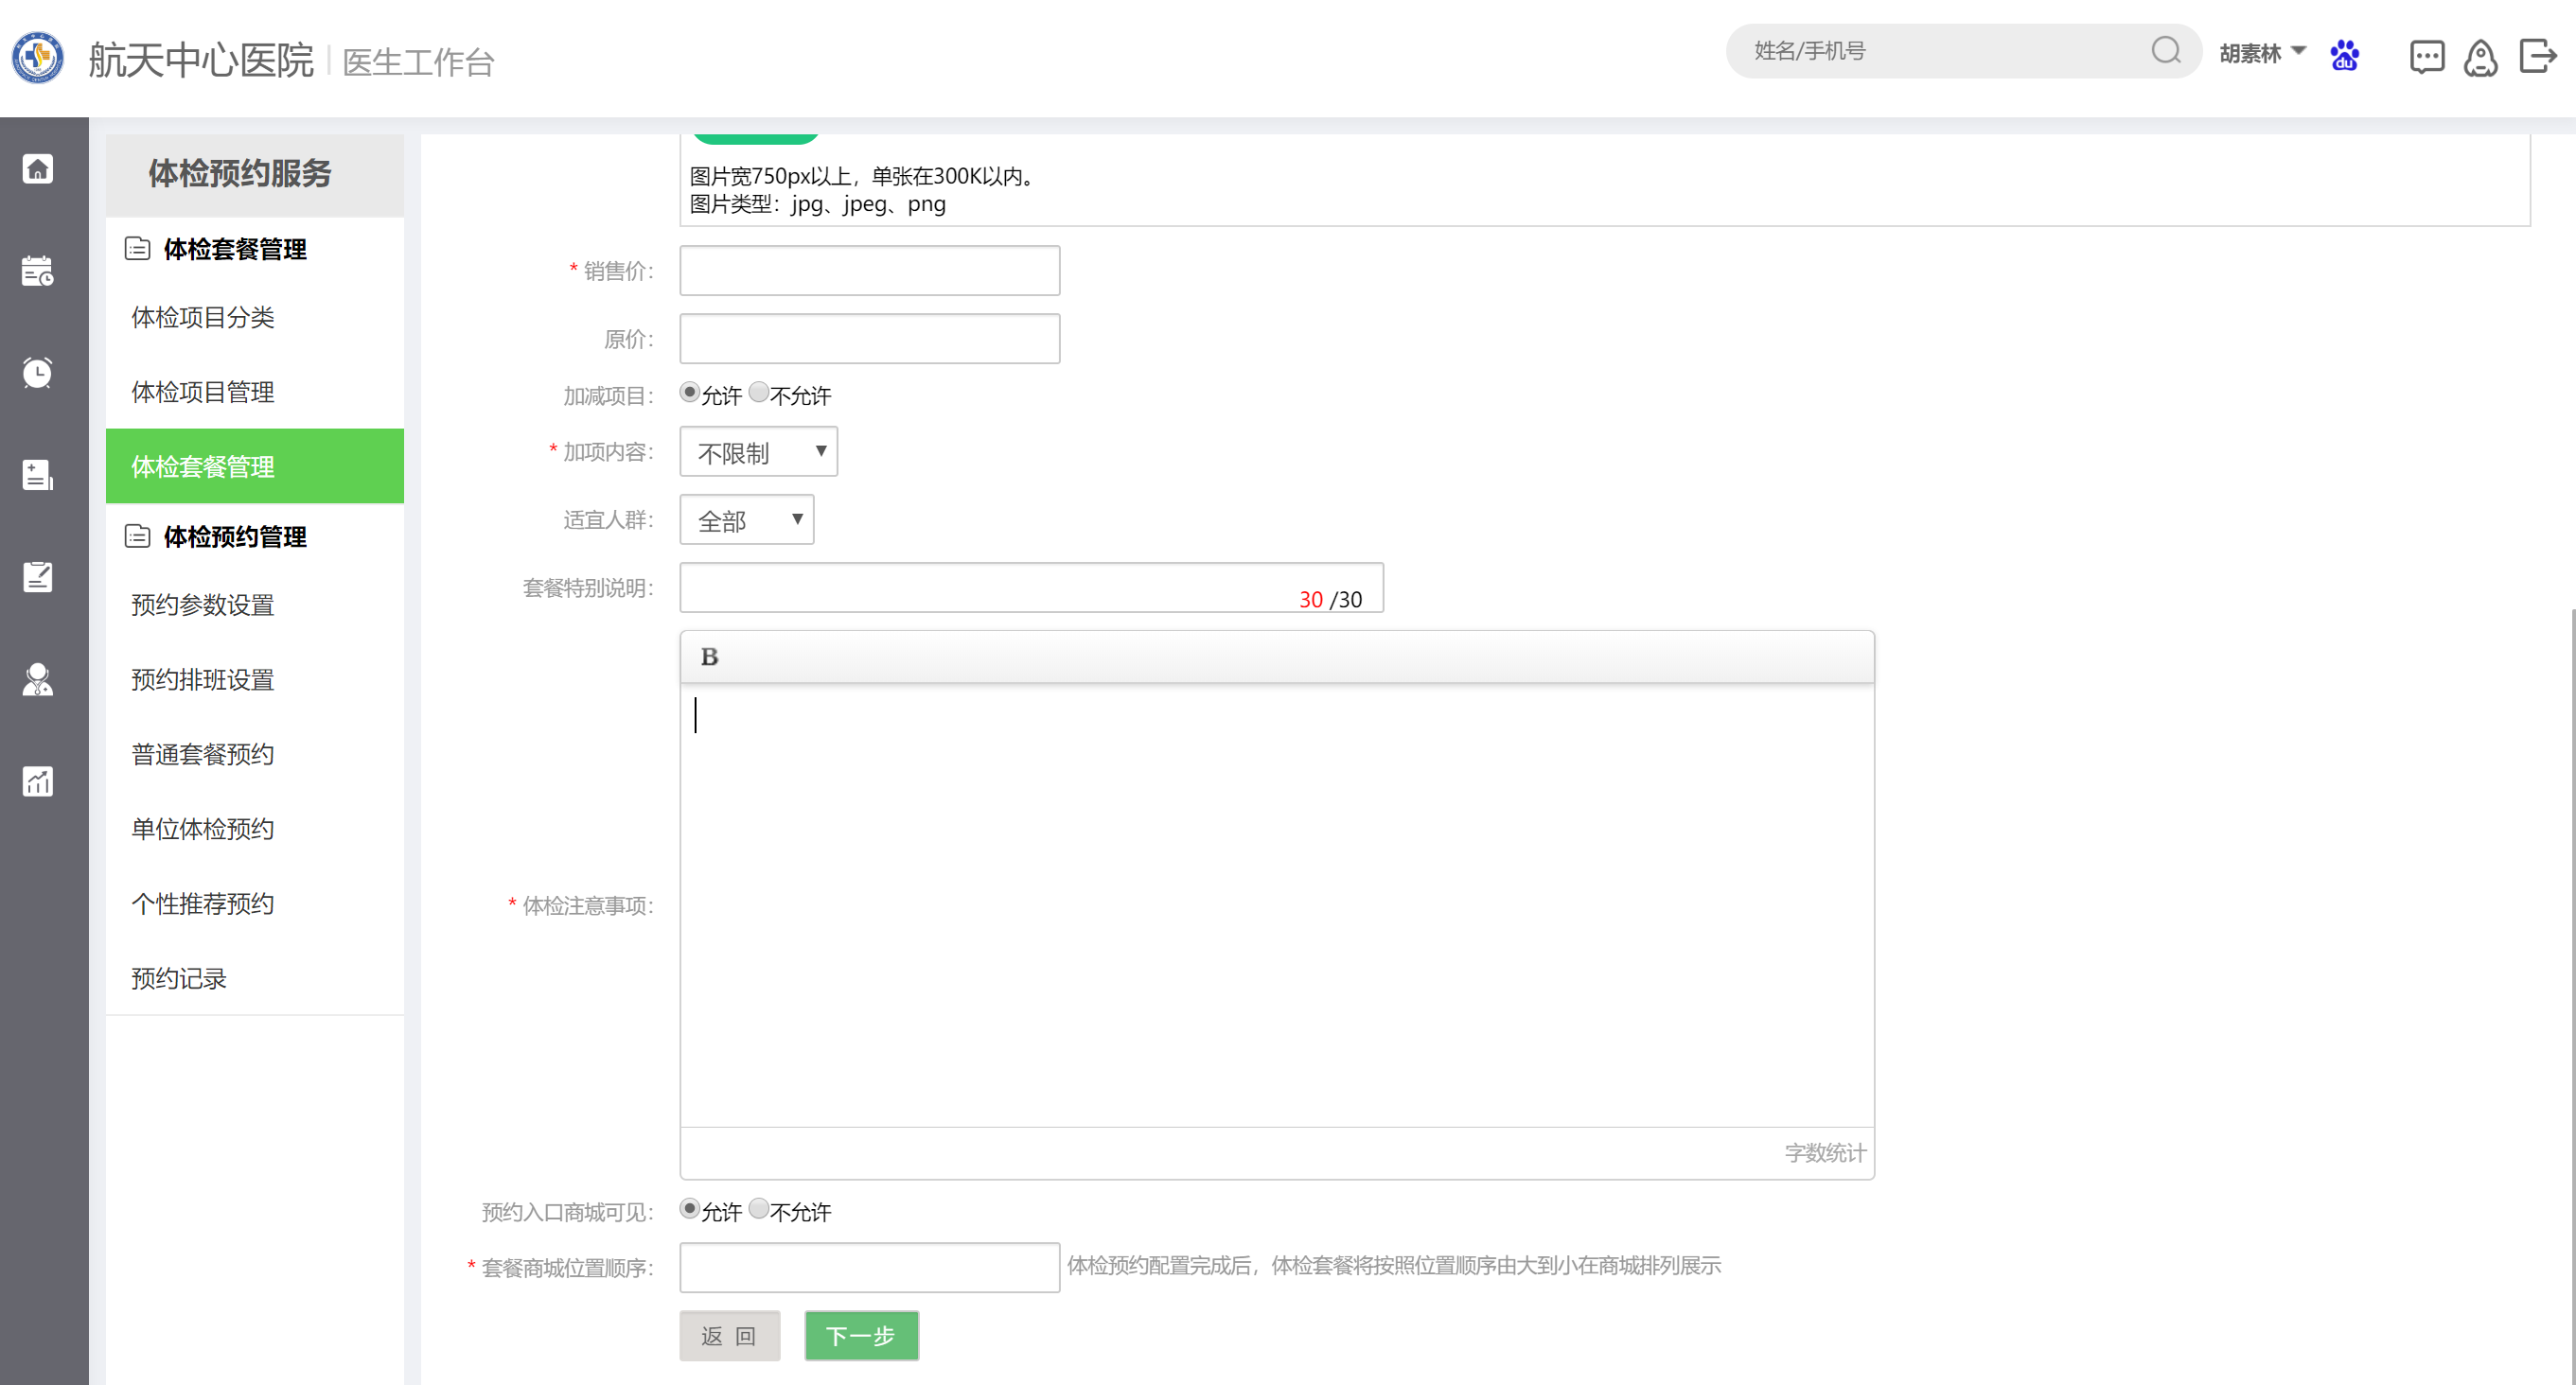 航天中心医院 医生工作台
姓名/手机号
胡素林
du
体检预约服务
体检套餐管理
体检项目分类
体检项目管理
体检套餐管理
体检预约管理
预约参数设置
预约排班设置
普通套餐预约
单位体检预约
个性推荐预约
预约记录
图片宽750px以上，单张在300K以内。
图片类型：jpg、jpeg、png
* 销售价：
原价：
加减项目： 允许 不允许
* 加项内容： 不限制
适宜人群： 全部
套餐特别说明： 30 /30
B
* 体检注意事项：
字数统计
预约入口商城可见： 允许 不允许
* 套餐商城位置顺序： 体检预约配置完成后，体检套餐将按照位置顺序由大到小在商城排列展示
返 回 下一步